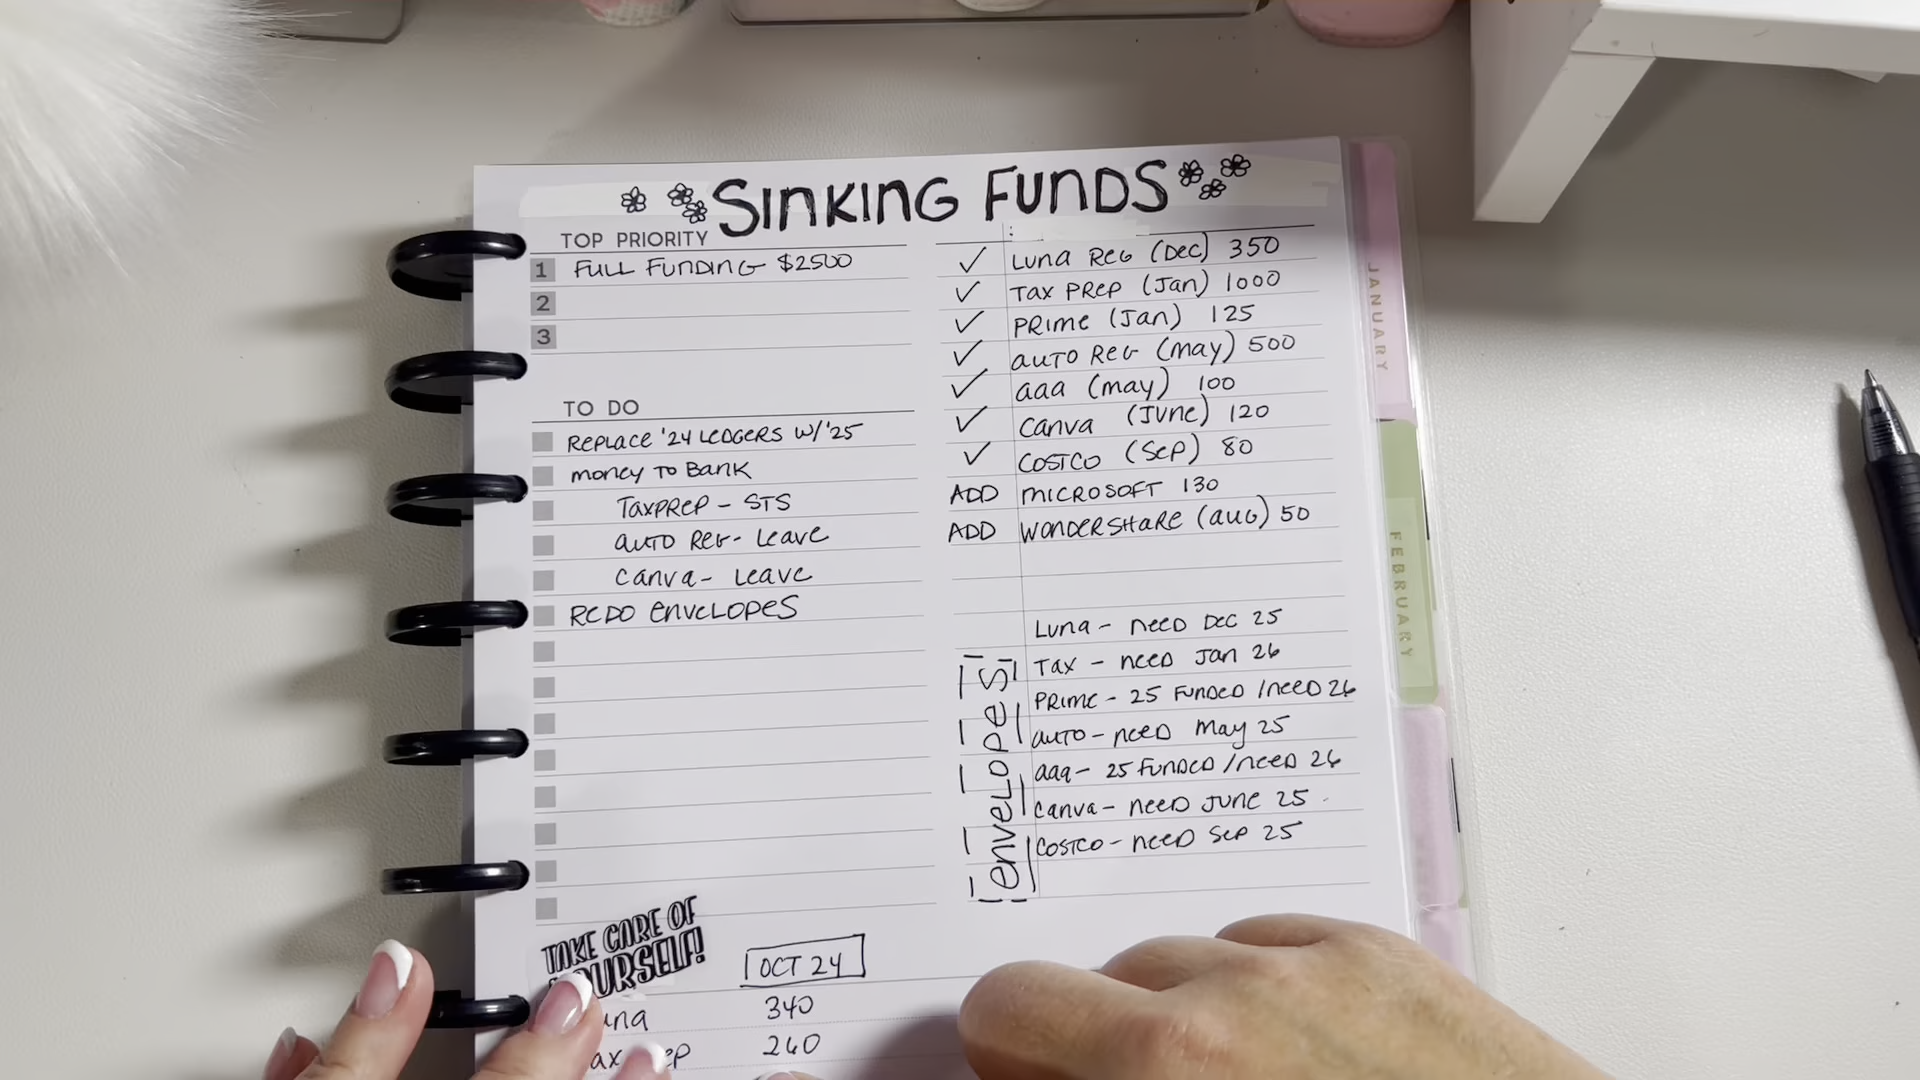 SINKING FUNDS
TOP PRIORITY
1 FULL FUNDING $2500
2
3
TO DO
REPLACE '24 LEDGERS W/'25
money TO BANK
TAXPREP - STS
AUTO REG - LEAVE
CANVA - LEAVE
REDO ENVELOPES
✓ LUNA REG (Dec) 350
✓ TAX PREP (Jan) 1000
✓ PRIME (Jan) 125
✓ AUTO REG (May) 500
✓ aaa (may) 100
✓ CANVA (JUNE) 120
✓ COSTCO (SEP) 80
ADD MICROSOFT 130
ADD WONDERSHARE (AUG) 50
ENVELOPES
LUNA - NEED DEC 25
TAX - NEED Jan 26
PRIME - 25 FUNDED /NEED 26
AUTO - NEED May 25
aaa - 25 FUNDED /NEED 26
CANVA - NEED JUNE 25
COSTCO - NEED SEP 25
TAKE CARE OF
YOURSELF!
OCT 24
340
260
JANUARY
FEBRUARY